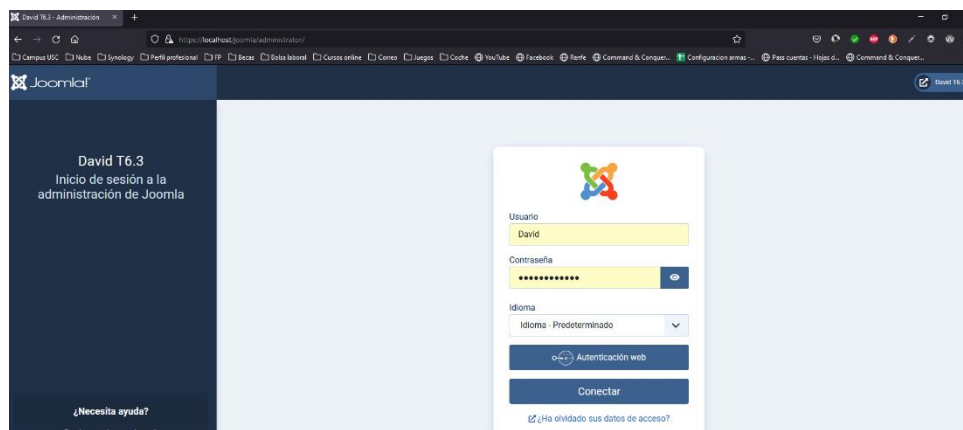 David T6.3 - Administración
https://localhost/joomla/administrator/
Campus USC Nube Synology Perfil profesional FP Becas Bolsa laboral Cursos online Correo Juegos Coche YouTube Facebook Renfe Command & Conquer... Configuracion armas -... Pass cuentas - Hojas d... Command & Conquer...
Joomla!
David T6.3
David T6.3
Inicio de sesión a la
administración de Joomla
Usuario
David
Contraseña
Idioma
Idioma - Predeterminado
Autenticación web
Conectar
¿Ha olvidado sus datos de acceso?
¿Necesita ayuda?